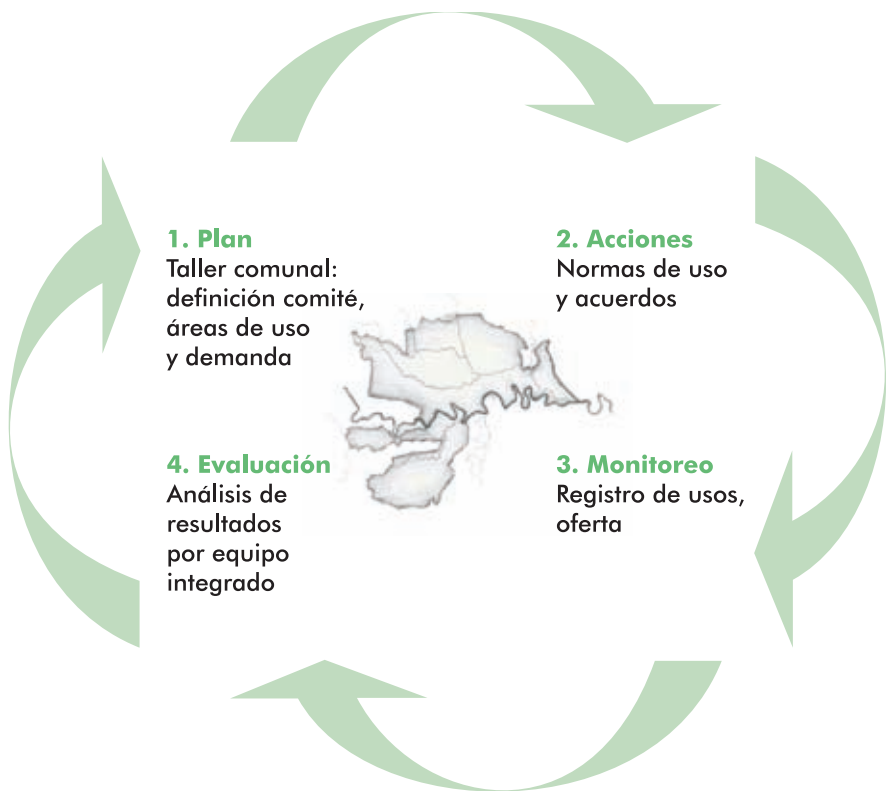 1. Plan
Taller comunal:
definición comité,
áreas de uso
y demanda
2. Acciones
Normas de uso
y acuerdos
3. Monitoreo
Registro de usos,
oferta
4. Evaluación
Análisis de
resultados
por equipo
integrado